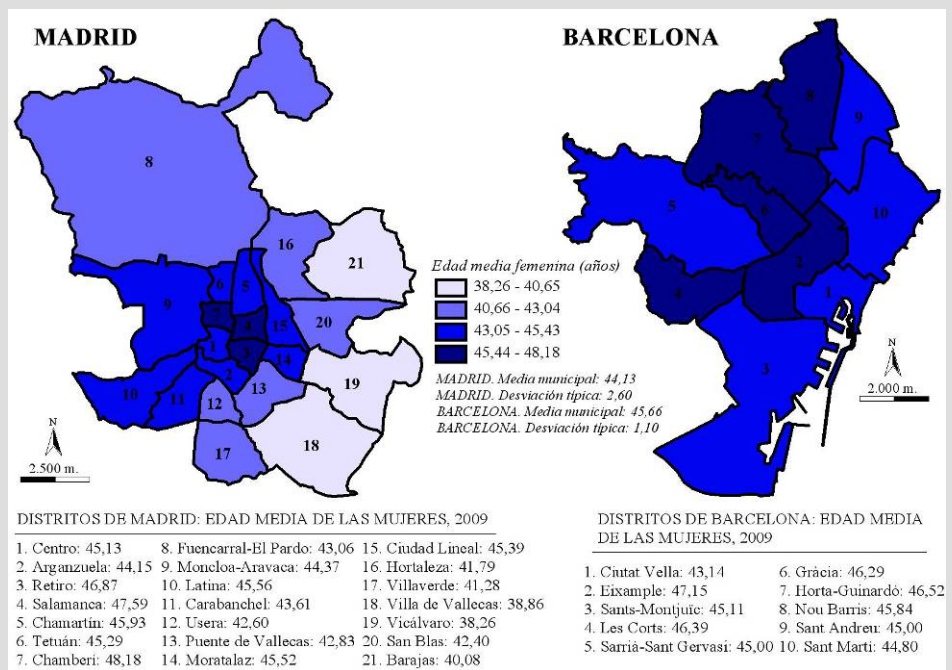 MADRID
BARCELONA
8
16
21
6
5
9
7
4
15
20
1
3
14
2
10
11
12
13
19
18
17
N
2.500 m.
Edad media femenina (años)
38,26 - 40,65
40,66 - 43,04
43,05 - 45,43
45,44 - 48,18
MADRID. Media municipal: 44,13
MADRID. Desviación típica: 2,60
BARCELONA. Media municipal: 45,66
BARCELONA. Desviación típica: 1,10
8
9
7
5
6
10
2
4
1
3
N
2.000 m.
DISTRITOS DE MADRID: EDAD MEDIA DE LAS MUJERES, 2009
1. Centro: 45,13 8. Fuencarral-El Pardo: 43,06 15. Ciudad Lineal: 45,39
2. Arganzuela: 44,15 9. Moncloa-Aravaca: 44,37 16. Hortaleza: 41,79
3. Retiro: 46,87 10. Latina: 45,56 17. Villaverde: 41,28
4. Salamanca: 47,59 11. Carabanchel: 43,61 18. Villa de Vallecas: 38,86
5. Chamartín: 45,93 12. Usera: 42,60 19. Vicálvaro: 38,26
6. Tetuán: 45,29 13. Puente de Vallecas: 42,83 20. San Blas: 42,40
7. Chamberí: 48,18 14. Moratalaz: 45,52 21. Barajas: 40,08
DISTRITOS DE BARCELONA: EDAD MEDIA
DE LAS MUJERES, 2009
1. Ciutat Vella: 43,14 6. Gràcia: 46,29
2. Eixample: 47,15 7. Horta-Guinardó: 46,52
3. Sants-Montjuïc: 45,11 8. Nou Barris: 45,84
4. Les Corts: 46,39 9. Sant Andreu: 45,00
5. Sarrià-Sant Gervasi: 45,00 10. Sant Martí: 44,80